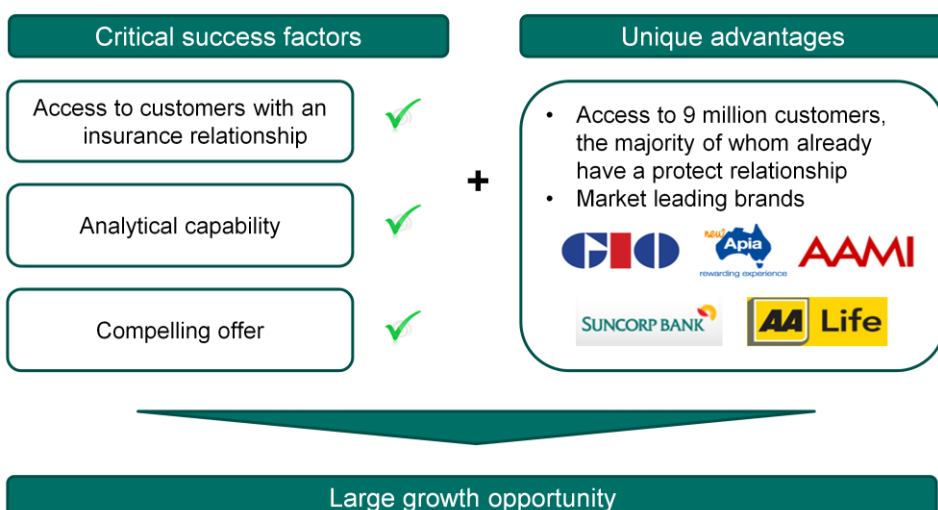 Critical success factors
Access to customers with an
insurance relationship
Analytical capability
Compelling offer
+
Unique advantages
• Access to 9 million customers,
the majority of whom already
have a protect relationship
• Market leading brands
GIO
new
Apia
rewarding experience
AAMI
SUNCORP BANK
AA Life
Large growth opportunity